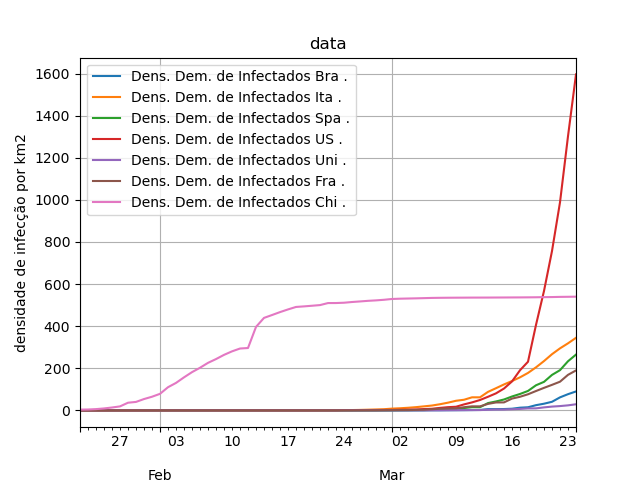 data
densidade de infecção por km2
1600
1400
1200
1000
800
600
400
200
0
Dens. Dem. de Infectados Bra .
Dens. Dem. de Infectados Ita .
Dens. Dem. de Infectados Spa .
Dens. Dem. de Infectados US .
Dens. Dem. de Infectados Uni .
Dens. Dem. de Infectados Fra .
Dens. Dem. de Infectados Chi .
27 03 10 17 24 02 09 16 23
Feb Mar